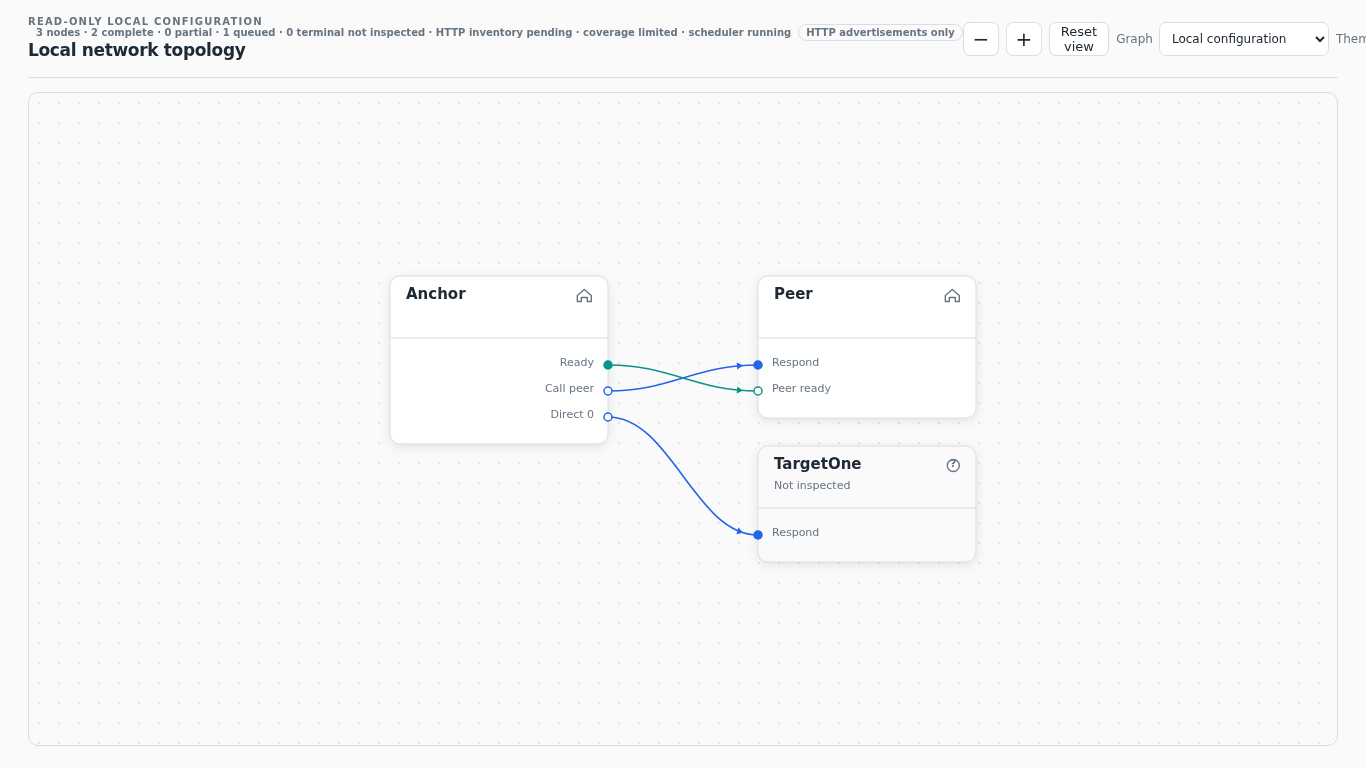 READ-ONLY LOCAL CONFIGURATION
3 nodes · 2 complete · 0 partial · 1 queued · 0 terminal not inspected · HTTP inventory pending · coverage limited · scheduler running
HTTP advertisements only
Local network topology
−
+
Reset view
Graph
Local configuration
Them
Anchor
Ready
Call peer
Direct 0
Peer
Respond
Peer ready
TargetOne
?
Not inspected
Respond